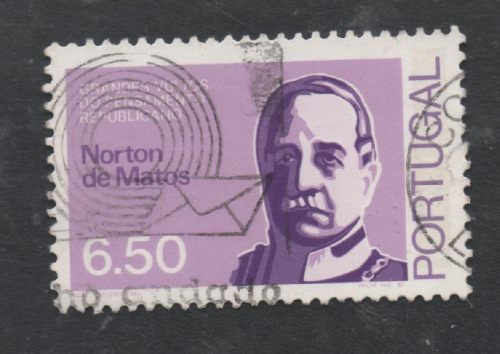 GRANDES VULTOS
DO PENSAMENTO
REPUBLICANO
Norton
de Matos
6.50
PORTUGAL